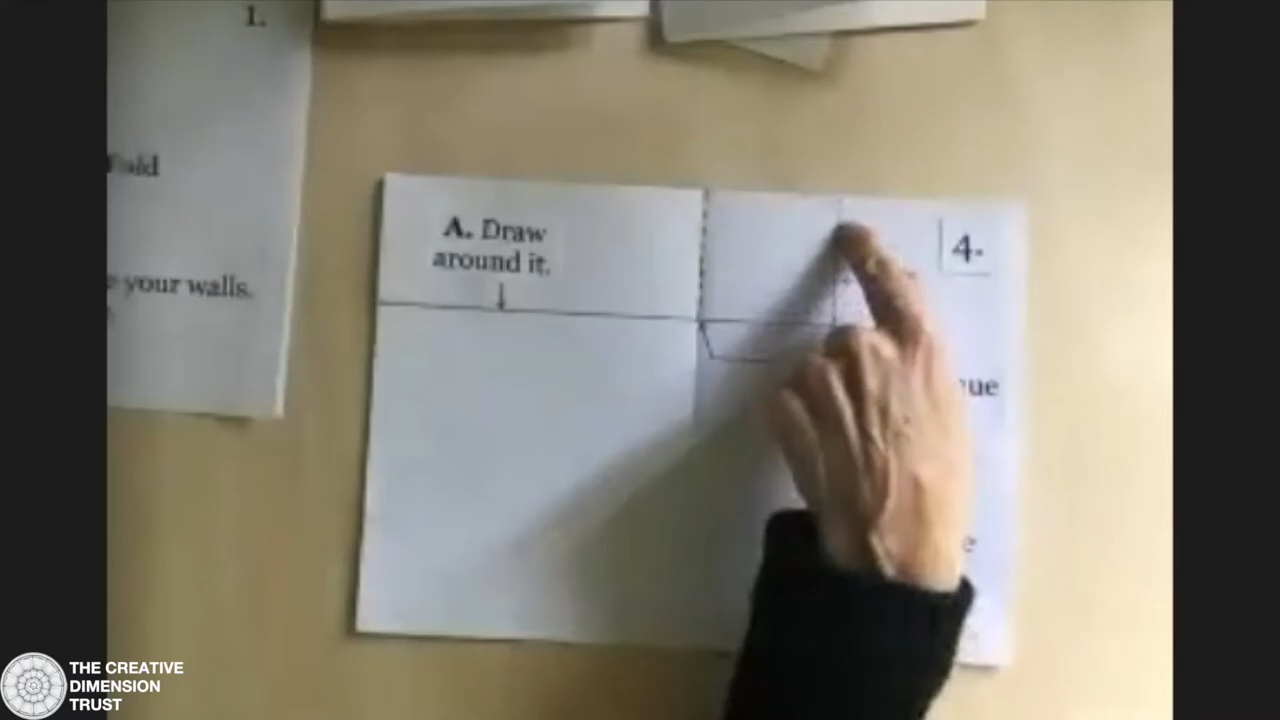 1.
your walls.
A. Draw
around it.
4.
THE CREATIVE
DIMENSION
TRUST